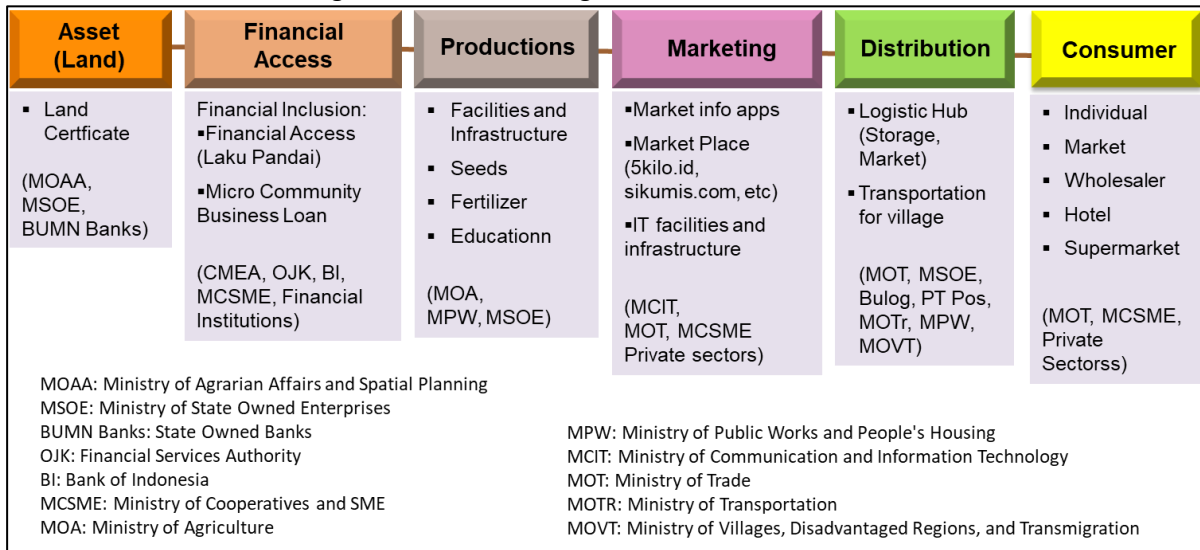 Asset
(Land)
Financial
Access
Productions
Marketing
Distribution
Consumer
▪ Land
Certficate
(MOAA,
MSOE,
BUMN Banks)
Financial Inclusion:
▪Financial Access
(Laku Pandai)
▪Micro Community
Business Loan
(CMEA, OJK, BI,
MCSME, Financial
Institutions)
▪ Facilities and
Infrastructure
▪ Seeds
▪ Fertilizer
▪ Educationn
(MOA,
MPW, MSOE)
▪Market info apps
▪Market Place
(5kilo.id,
sikumis.com, etc)
▪IT facilities and
infrastructure
(MCIT,
MOT, MCSME
Private sectors)
▪ Logistic Hub
(Storage,
Market)
▪ Transportation
for village
(MOT, MSOE,
Bulog, PT Pos,
MOTr, MPW,
MOVT)
▪ Individual
▪ Market
▪ Wholesaler
▪ Hotel
▪ Supermarket
(MOT, MCSME,
Private
Sectorss)
MOAA: Ministry of Agrarian Affairs and Spatial Planning
MSOE: Ministry of State Owned Enterprises
BUMN Banks: State Owned Banks
OJK: Financial Services Authority
BI: Bank of Indonesia
MCSME: Ministry of Cooperatives and SME
MOA: Ministry of Agriculture
MPW: Ministry of Public Works and People's Housing
MCIT: Ministry of Communication and Information Technology
MOT: Ministry of Trade
MOTR: Ministry of Transportation
MOVT: Ministry of Villages, Disadvantaged Regions, and Transmigration